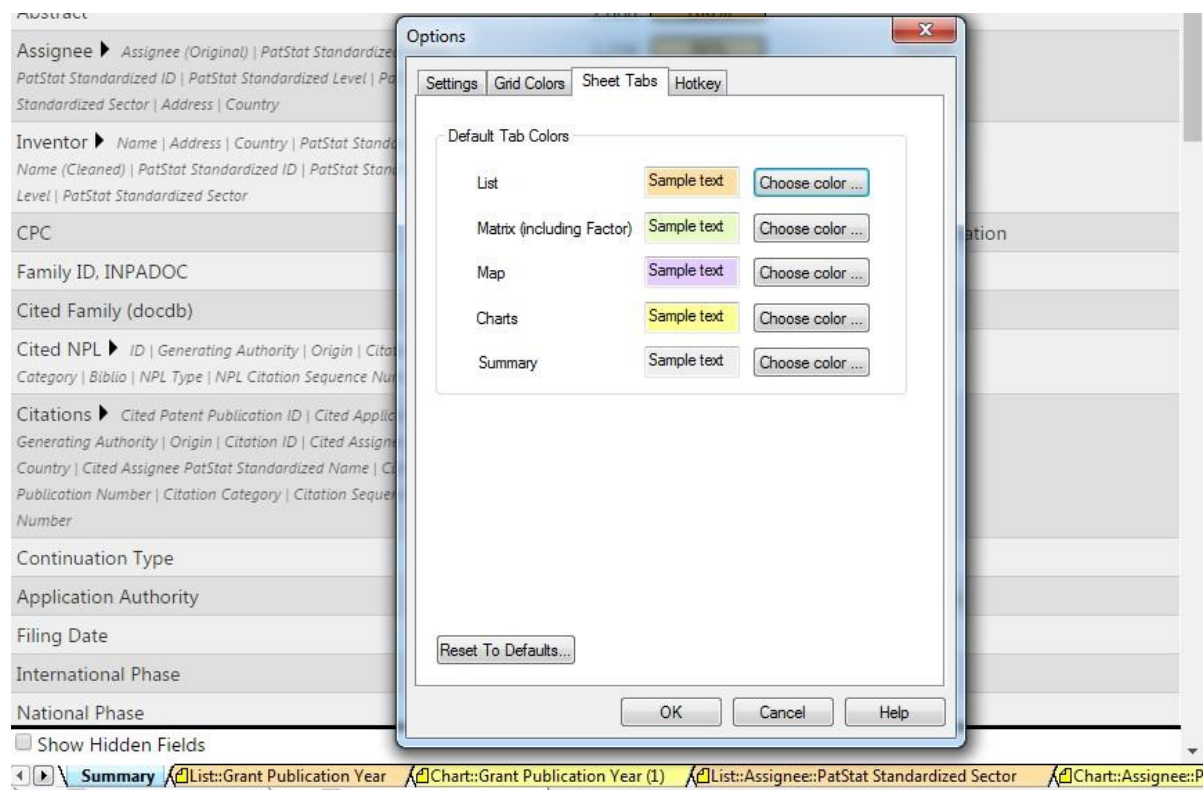 Abstract
Options
Assignee ▶ Assignee (Original) | PatStat Standardize
PatStat Standardized ID | PatStat Standardized Level | Pa
Standardized Sector | Address | Country
Inventor ▶ Name | Address | Country | PatStat Stand
Name (Cleaned) | PatStat Standardized ID | PatStat Stan
Level | PatStat Standardized Sector
CPC
ation
Family ID, INPADOC
Cited Family (docdb)
Cited NPL ▶ ID | Generating Authority | Origin | Citat
Category | Biblio | NPL Type | NPL Citation Sequence Nu
Citations ▶ Cited Patent Publication ID | Cited Applic
Generating Authority | Origin | Citation ID | Cited Assigne
Country | Cited Assignee PatStat Standardized Name | Ci
Publication Number | Citation Category | Citation Sequen
Number
Continuation Type
Application Authority
Filing Date
International Phase
National Phase
Show Hidden Fields
Settings Grid Colors Sheet Tabs Hotkey
Default Tab Colors
List Sample text Choose color ...
Matrix (including Factor) Sample text Choose color ...
Map Sample text Choose color ...
Charts Sample text Choose color ...
Summary Sample text Choose color ...
Reset To Defaults...
OK Cancel Help
Summary List::Grant Publication Year Chart::Grant Publication Year (1) List::Assignee::PatStat Standardized Sector Chart::Assignee::P